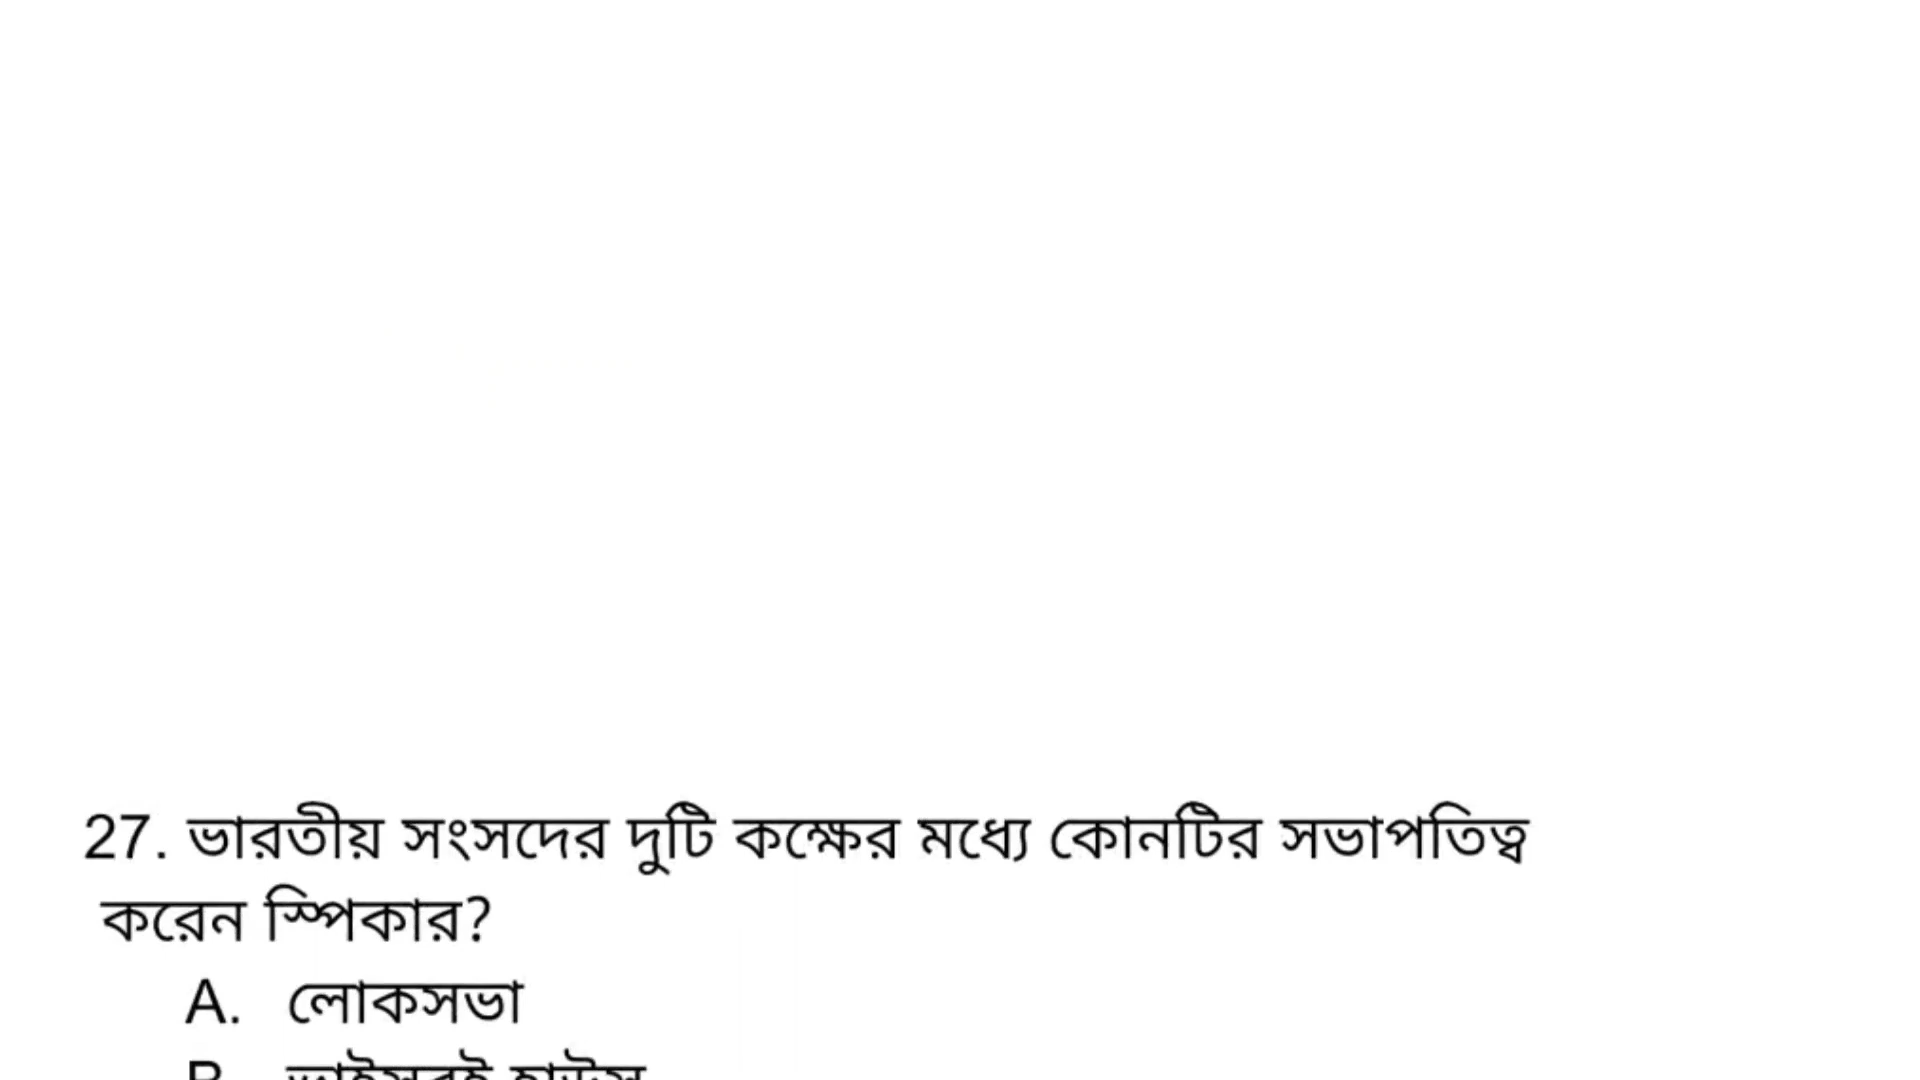 27. ভারতীয় সংসদের দুটি কক্ষের মধ্যে কোনটির সভাপতিত্ব
করেন স্পিকার?
A. লোকসভা
B.